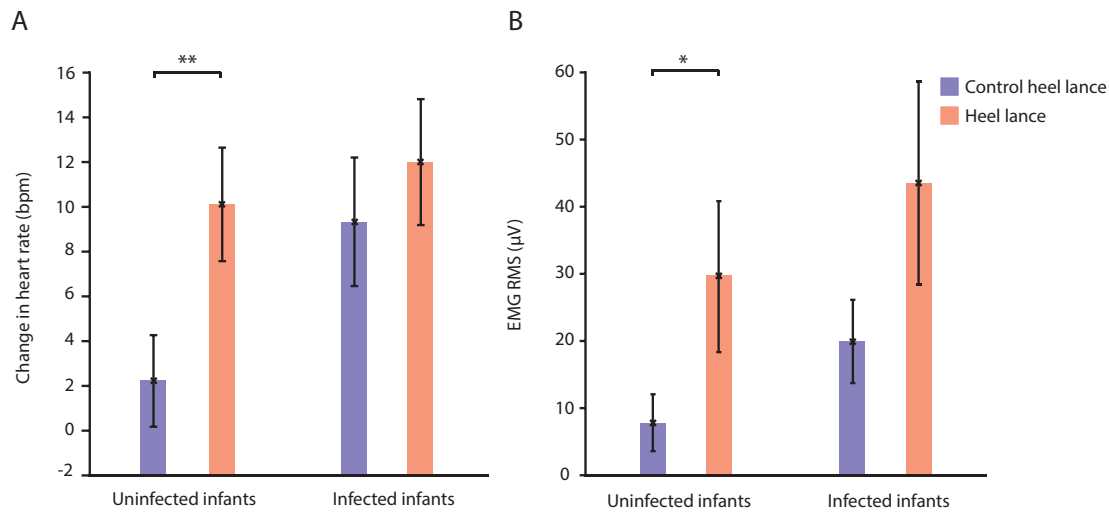 A
Change in heart rate (bpm)
16
14
12
10
8
6
4
2
0
-2
**
Uninfected infants
Infected infants
B
EMG RMS (µV)
60
50
40
30
20
10
0
*
Uninfected infants
Infected infants
Control heel lance
Heel lance